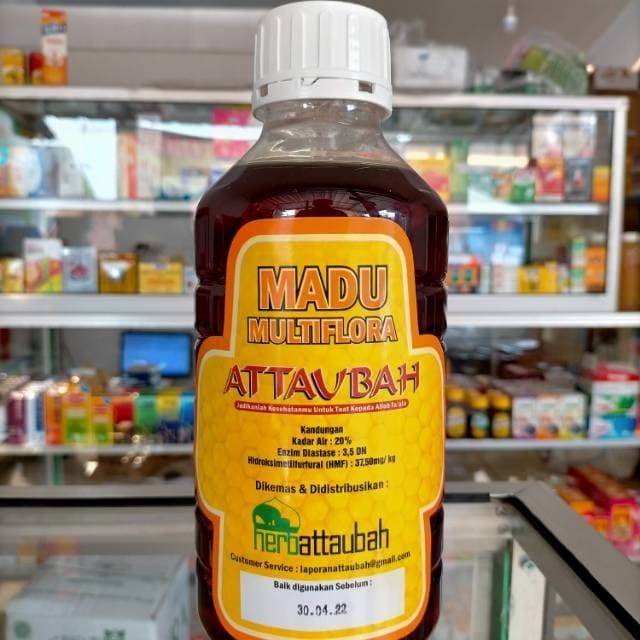 MADU
MULTIFLORA
ATTAUBAH
Jadikanlah Kesehatanmu Untuk Taat Kepada Allah Ta'ala
Kandungan
Kadar Air : 20%
Enzim Diastase : 3,5 DN
Hidroksimetilfurfural (HMF) : 37,50mg/kg
Dikemas & Didistribusikan :
herbattaubah
Customer Service : laporanattaubah@gmail.com
Baik digunakan Sebelum :
30.04.22